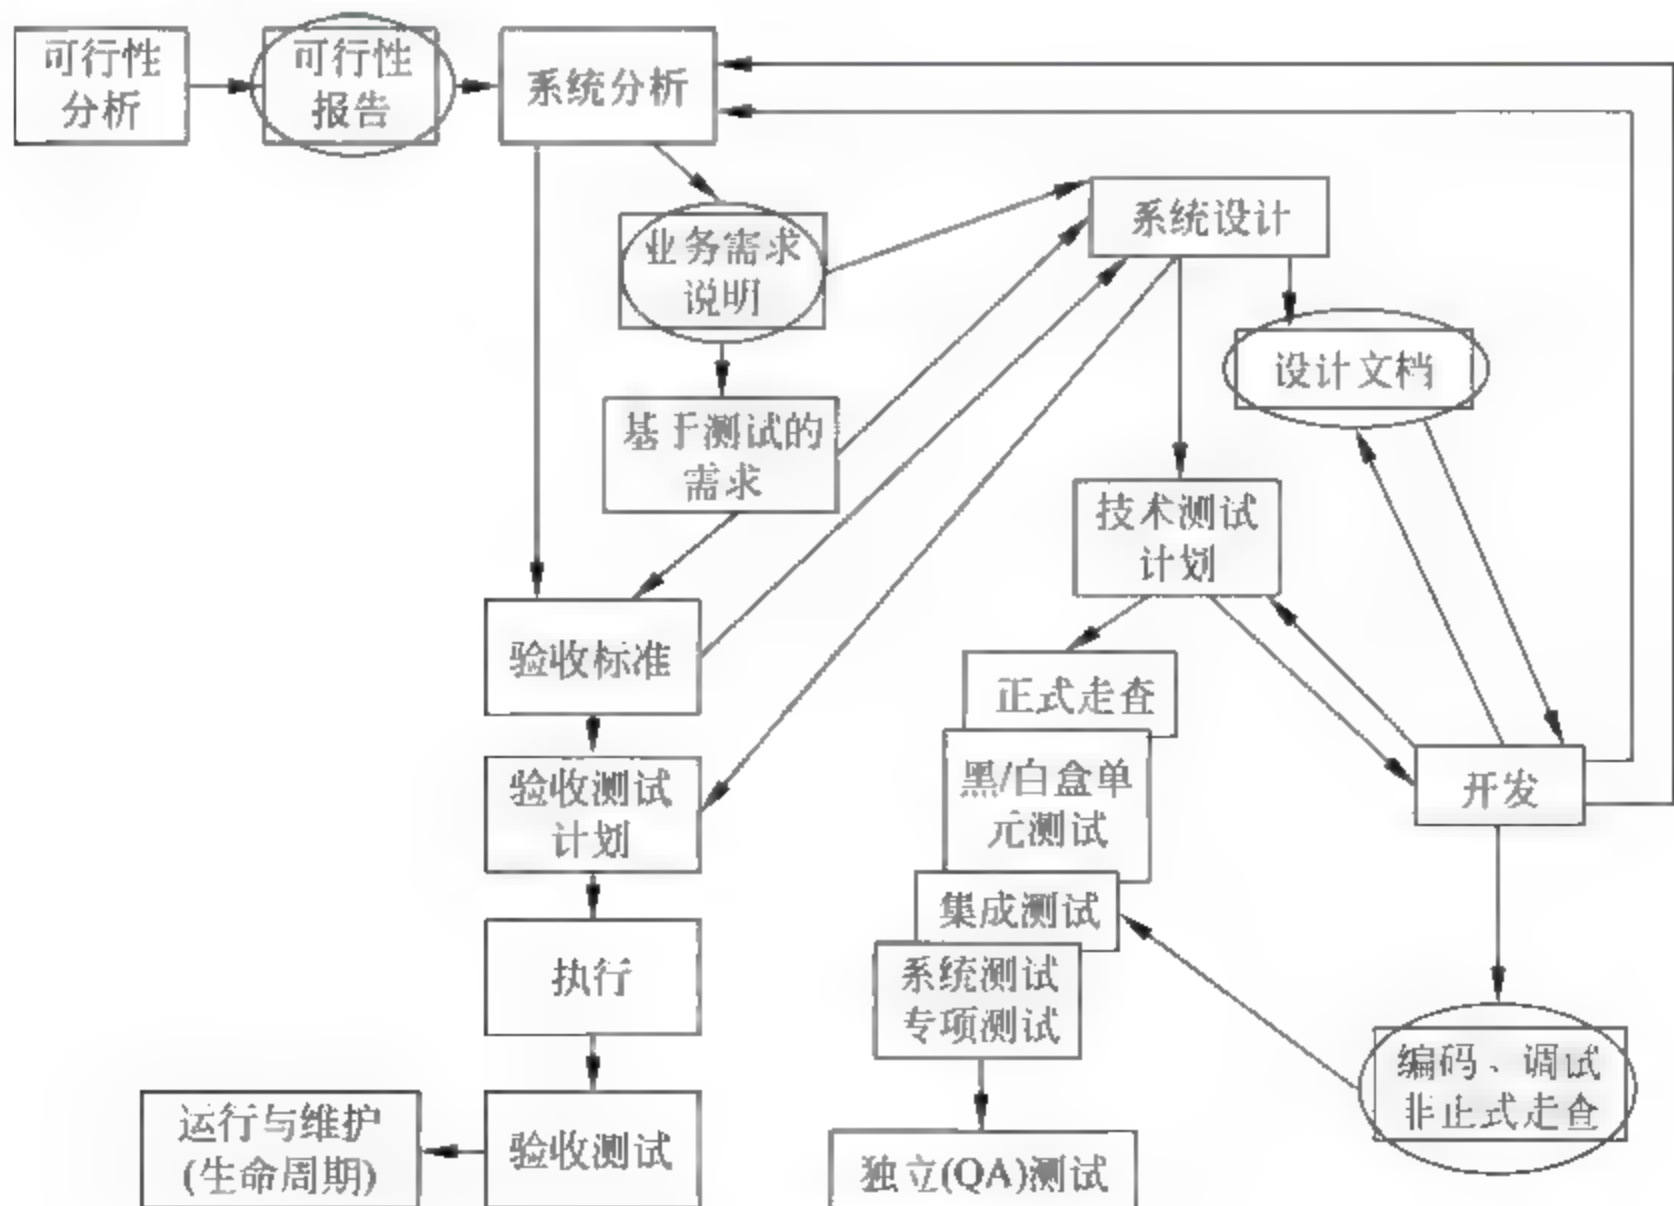 可行性
分析
可行性
报告
系统分析
业务需求
说明
系统设计
设计文档
基于测试的
需求
技术测试
计划
验收标准
正式走查
黑/白盒单
元测试
开发
验收测试
计划
集成测试
执行
系统测试
专项测试
编码、调试
非正式走查
运行与维护
(生命周期)
验收测试
独立(QA)测试